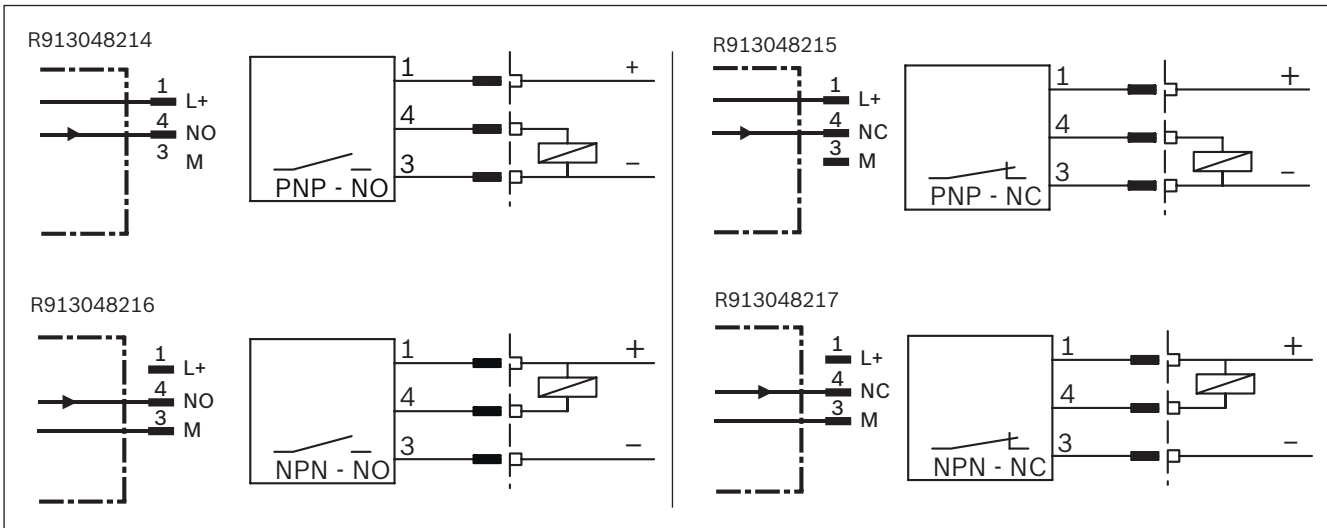 R913048214
1 L+
4 NO
3 M
1 +
4
3 −
PNP - NO
R913048215
1 L+
4 NC
3 M
1 +
4
3 −
PNP - NC
R913048216
1 L+
4 NO
3 M
1 +
4
3 −
NPN - NO
R913048217
1 L+
4 NC
3 M
1 +
4
3 −
NPN - NC